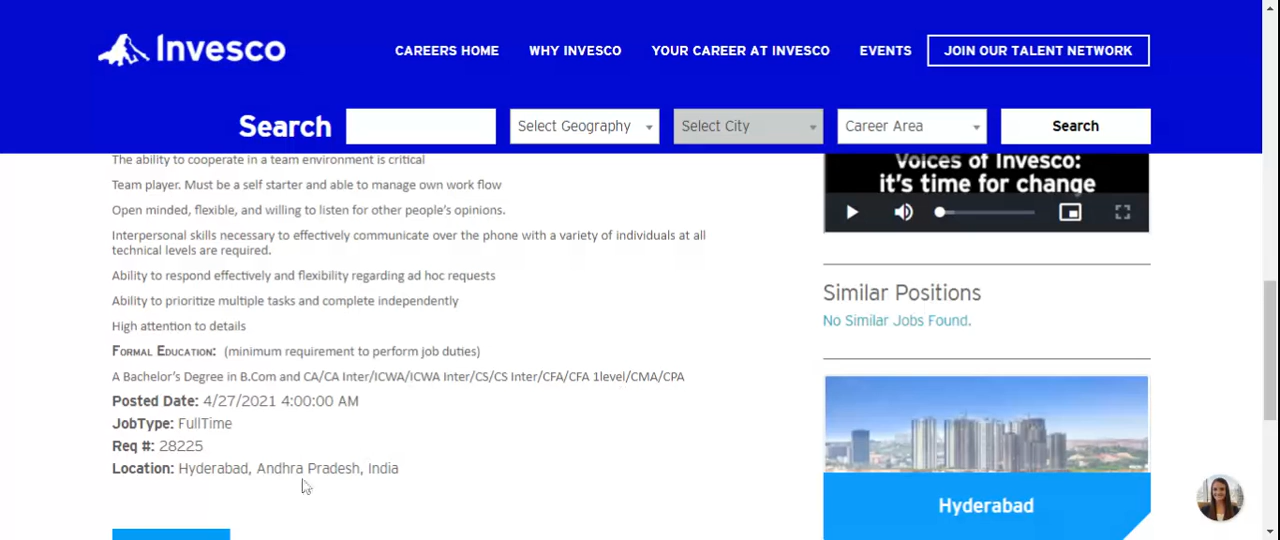 Invesco
CAREERS HOME
WHY INVESCO
YOUR CAREER AT INVESCO
EVENTS
JOIN OUR TALENT NETWORK
Search
Select Geography
Select City
Career Area
Search
The ability to cooperate in a team environment is critical
Team player. Must be a self starter and able to manage own work flow
Open minded, flexible, and willing to listen for other people's opinions.
Interpersonal skills necessary to effectively communicate over the phone with a variety of individuals at all
technical levels are required.
Ability to respond effectively and flexibility regarding ad hoc requests
Ability to prioritize multiple tasks and complete independently
High attention to details
Formal Education: (minimum requirement to perform job duties)
A Bachelor's Degree in B.Com and CA/CA Inter/ICWA/ICWA Inter/CS/CS Inter/CFA/CFA 1level/CMA/CPA
Posted Date: 4/27/2021 4:00:00 AM
JobType: FullTime
Req #: 28225
Location: Hyderabad, Andhra Pradesh, India
Voices of Invesco:
it's time for change
Similar Positions
No Similar Jobs Found.
Hyderabad